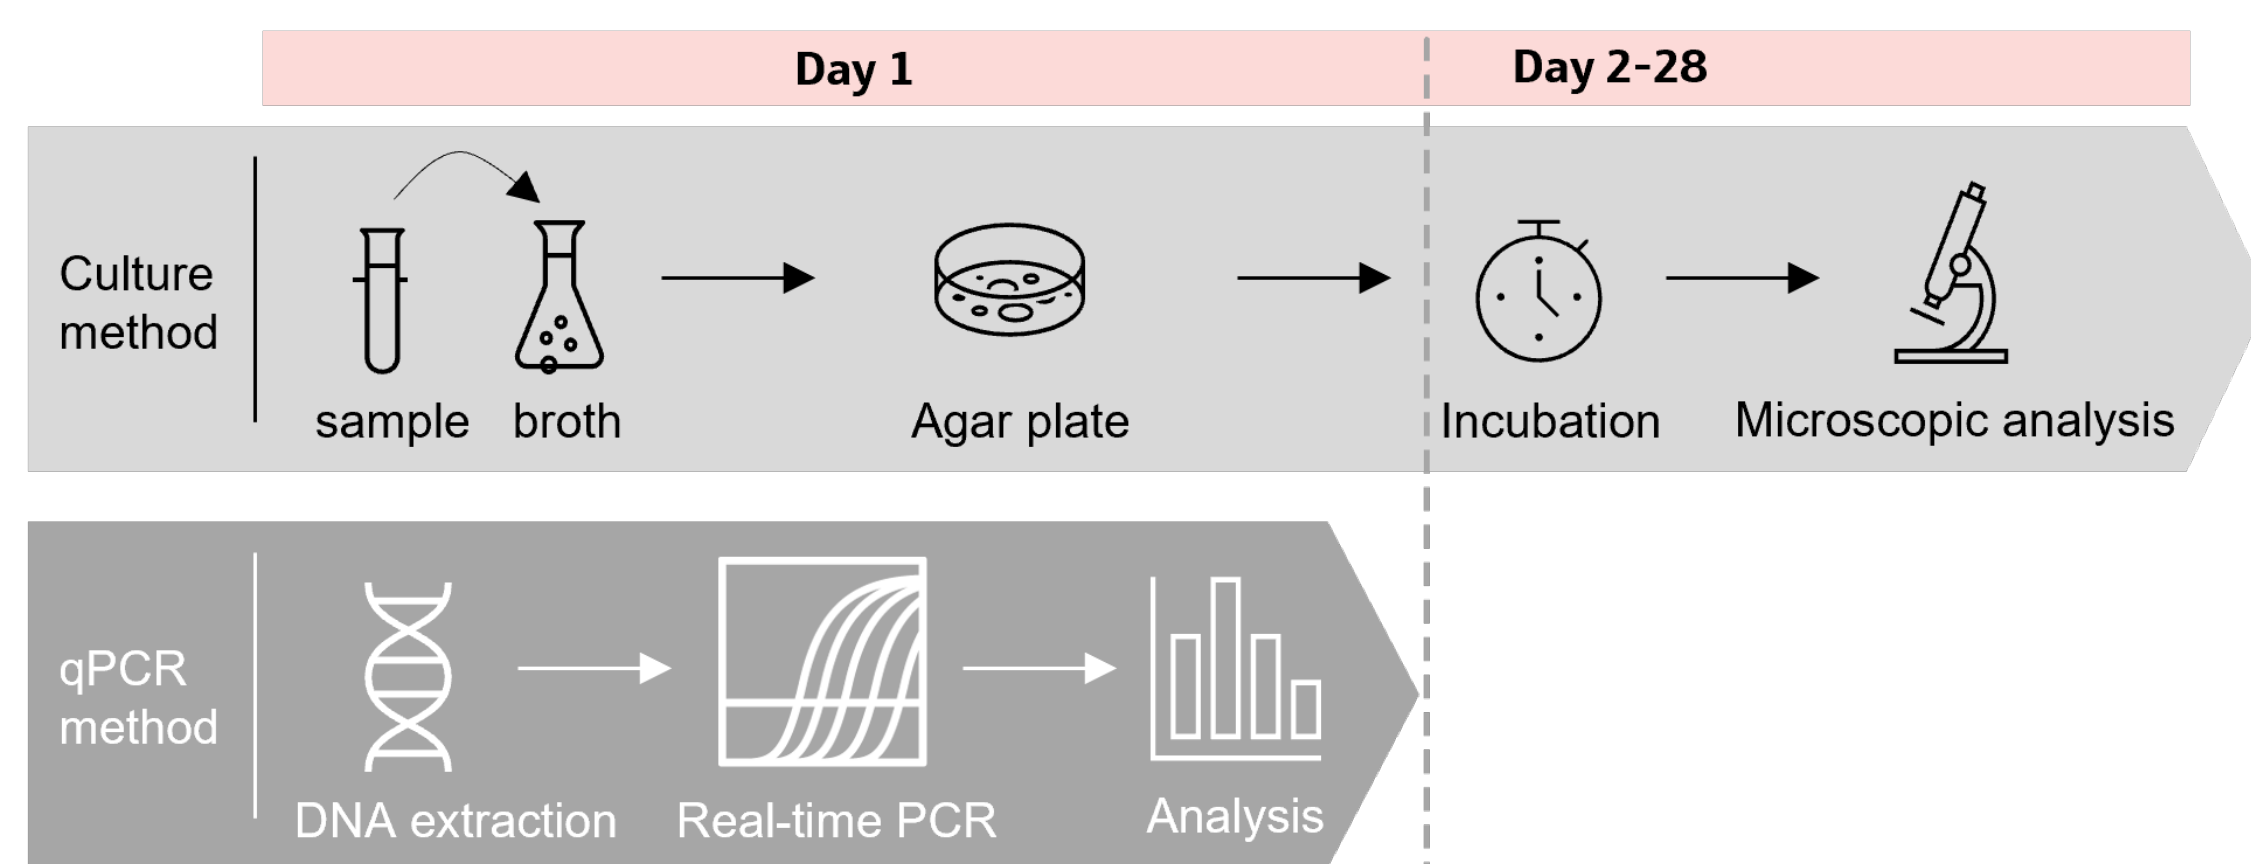 Day 1
Day 2-28
Culture
method
sample
broth
Agar plate
Incubation
Microscopic analysis
qPCR
method
DNA extraction
Real-time PCR
Analysis